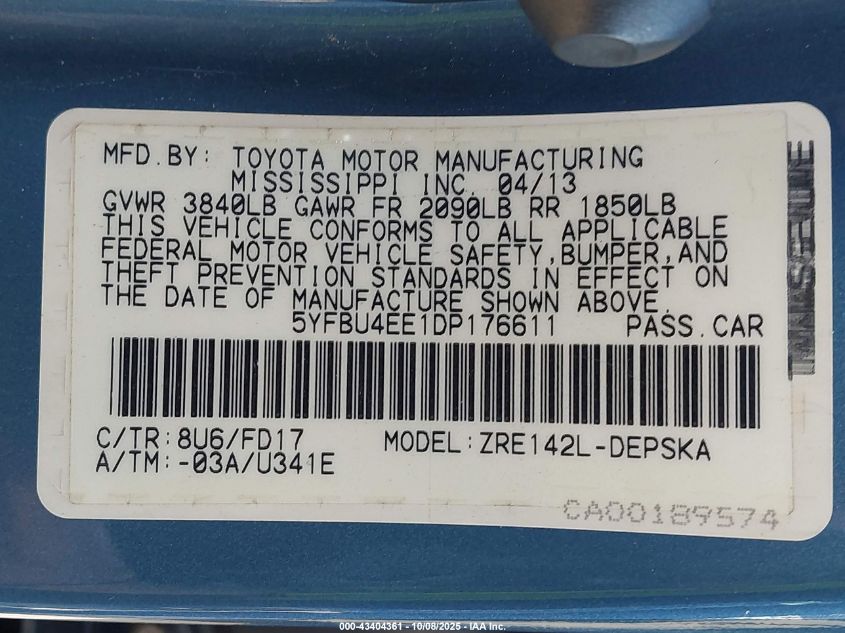 MFD.BY: TOYOTA MOTOR MANUFACTURING
MISSISSIPPI INC. 04/13
GVWR 3840LB GAWR FR 2090LB RR 1850LB
THIS VEHICLE CONFORMS TO ALL APPLICABLE
FEDERAL MOTOR VEHICLE SAFETY,BUMPER,AND
THEFT PREVENTION STANDARDS IN EFFECT ON
THE DATE OF MANUFACTURE SHOWN ABOVE.
5YFBU4EE1DP176611 PASS.CAR
C/TR:8U6/FD17 MODEL:ZRE142L-DEPSKA
A/TM:-03A/U341E
CA00189574
000-43404361 - 10/08/2025 - IAA Inc.